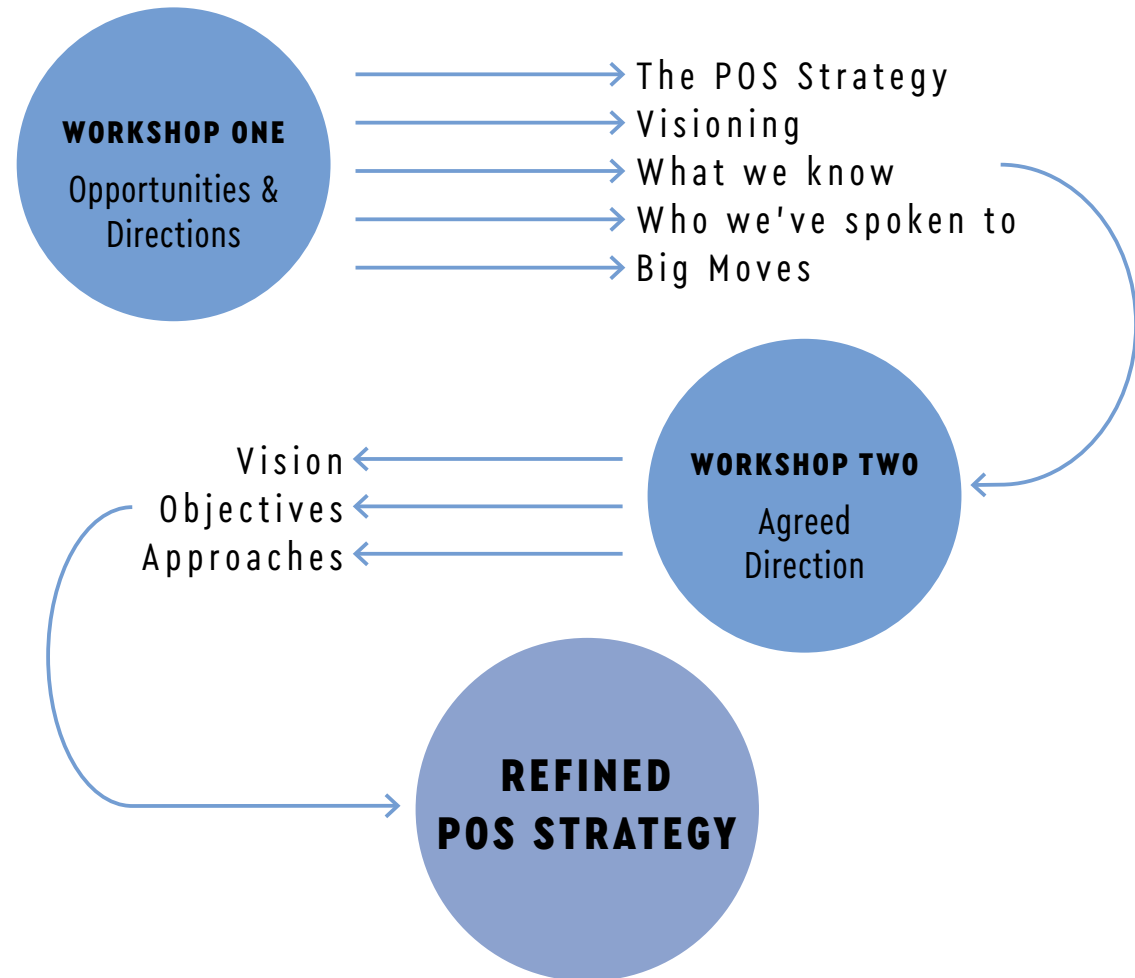 WORKSHOP ONE
Opportunities &
Directions
The POS Strategy
Visioning
What we know
Who we've spoken to
Big Moves
WORKSHOP TWO
Agreed
Direction
Vision
Objectives
Approaches
REFINED
POS STRATEGY